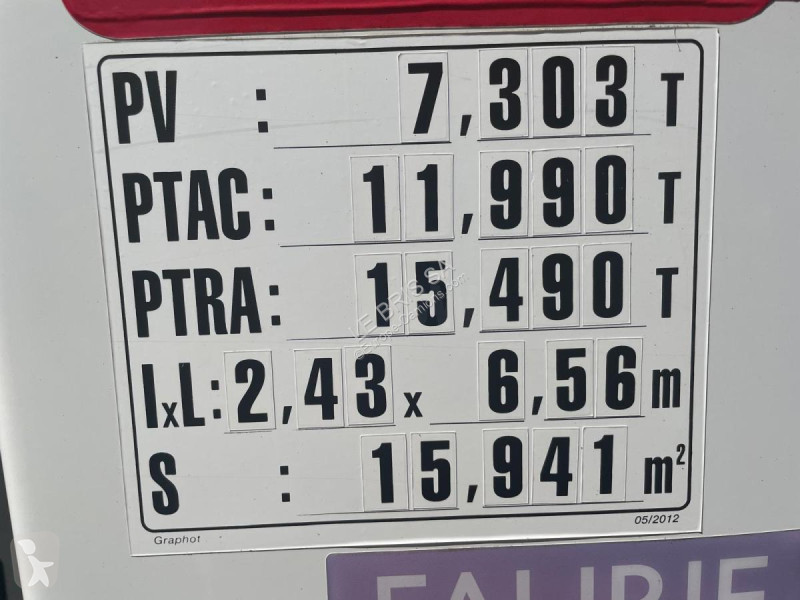 PV : 7,303 T
PTAC : 11,990 T
PTRA : 15,490 T
IxL : 2,43 x 6,56 m
S : 15,941 m²
Graphot 05/2012